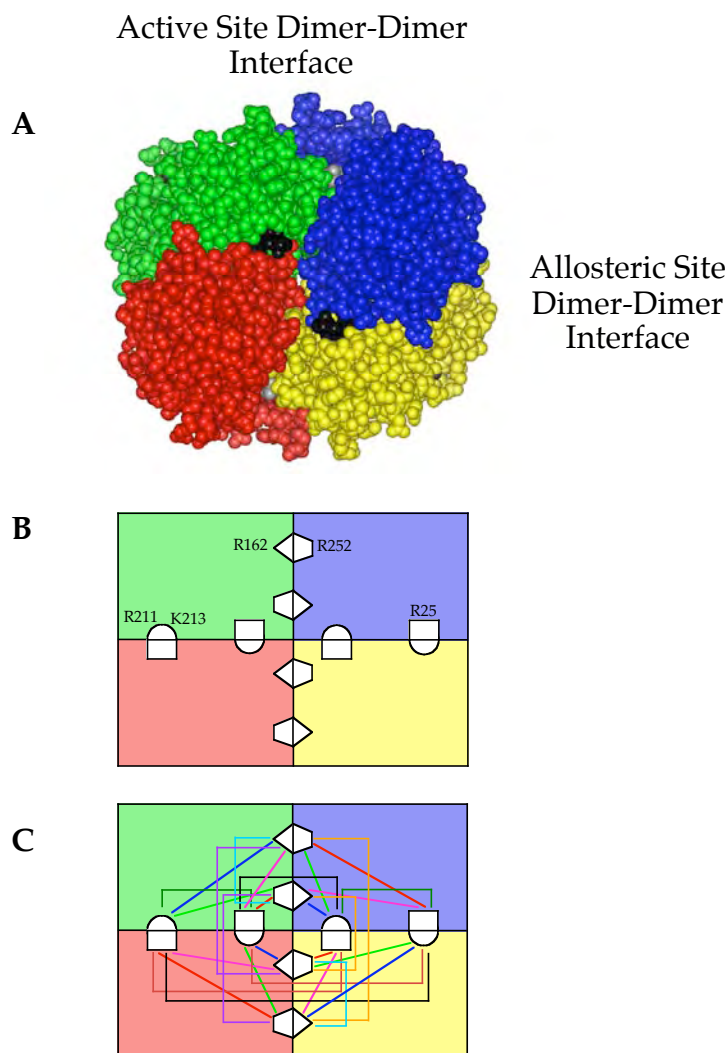 Active Site Dimer-Dimer
Interface
A
Allosteric Site
Dimer-Dimer
Interface
B
R162
R252
R211
K213
R25
C